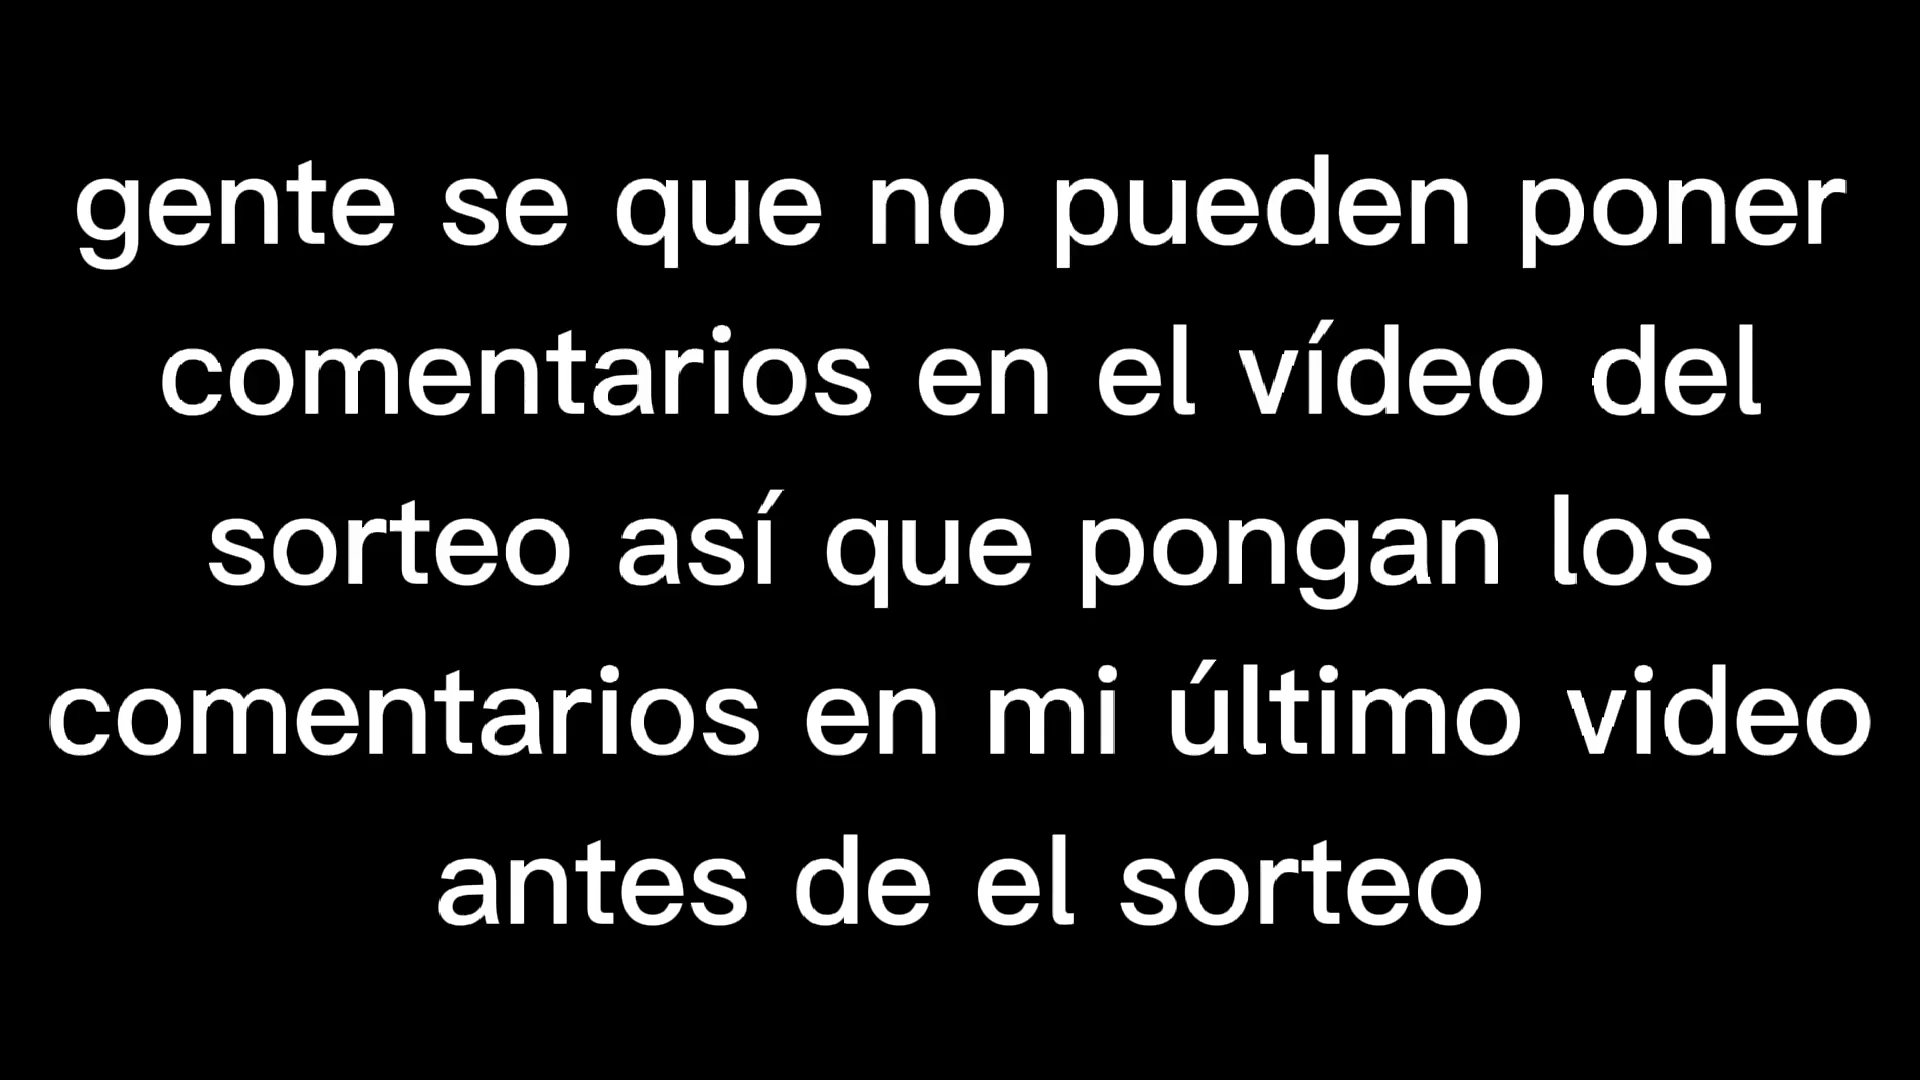 gente se que no pueden poner
comentarios en el vídeo del
sorteo así que pongan los
comentarios en mi último video
antes de el sorteo